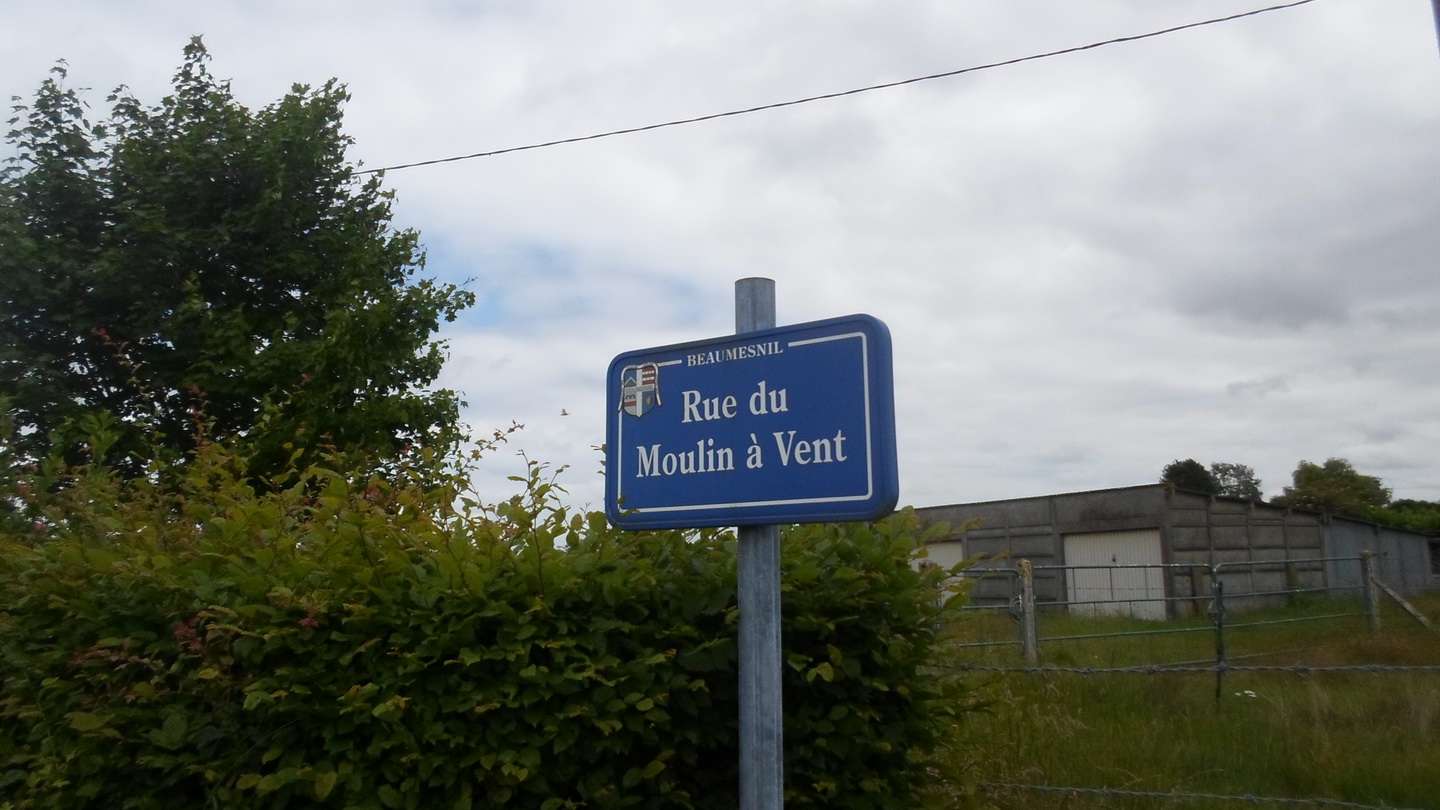 BEAUMESNIL
Rue du
Moulin à Vent